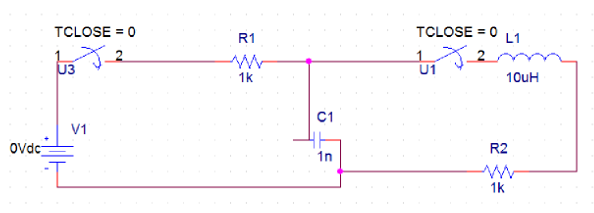 TCLOSE = 0
1
2
U3
R1
1k
TCLOSE = 0
1
2
U1
L1
10uH
C1
1n
V1
0Vdc
+
-
R2
1k